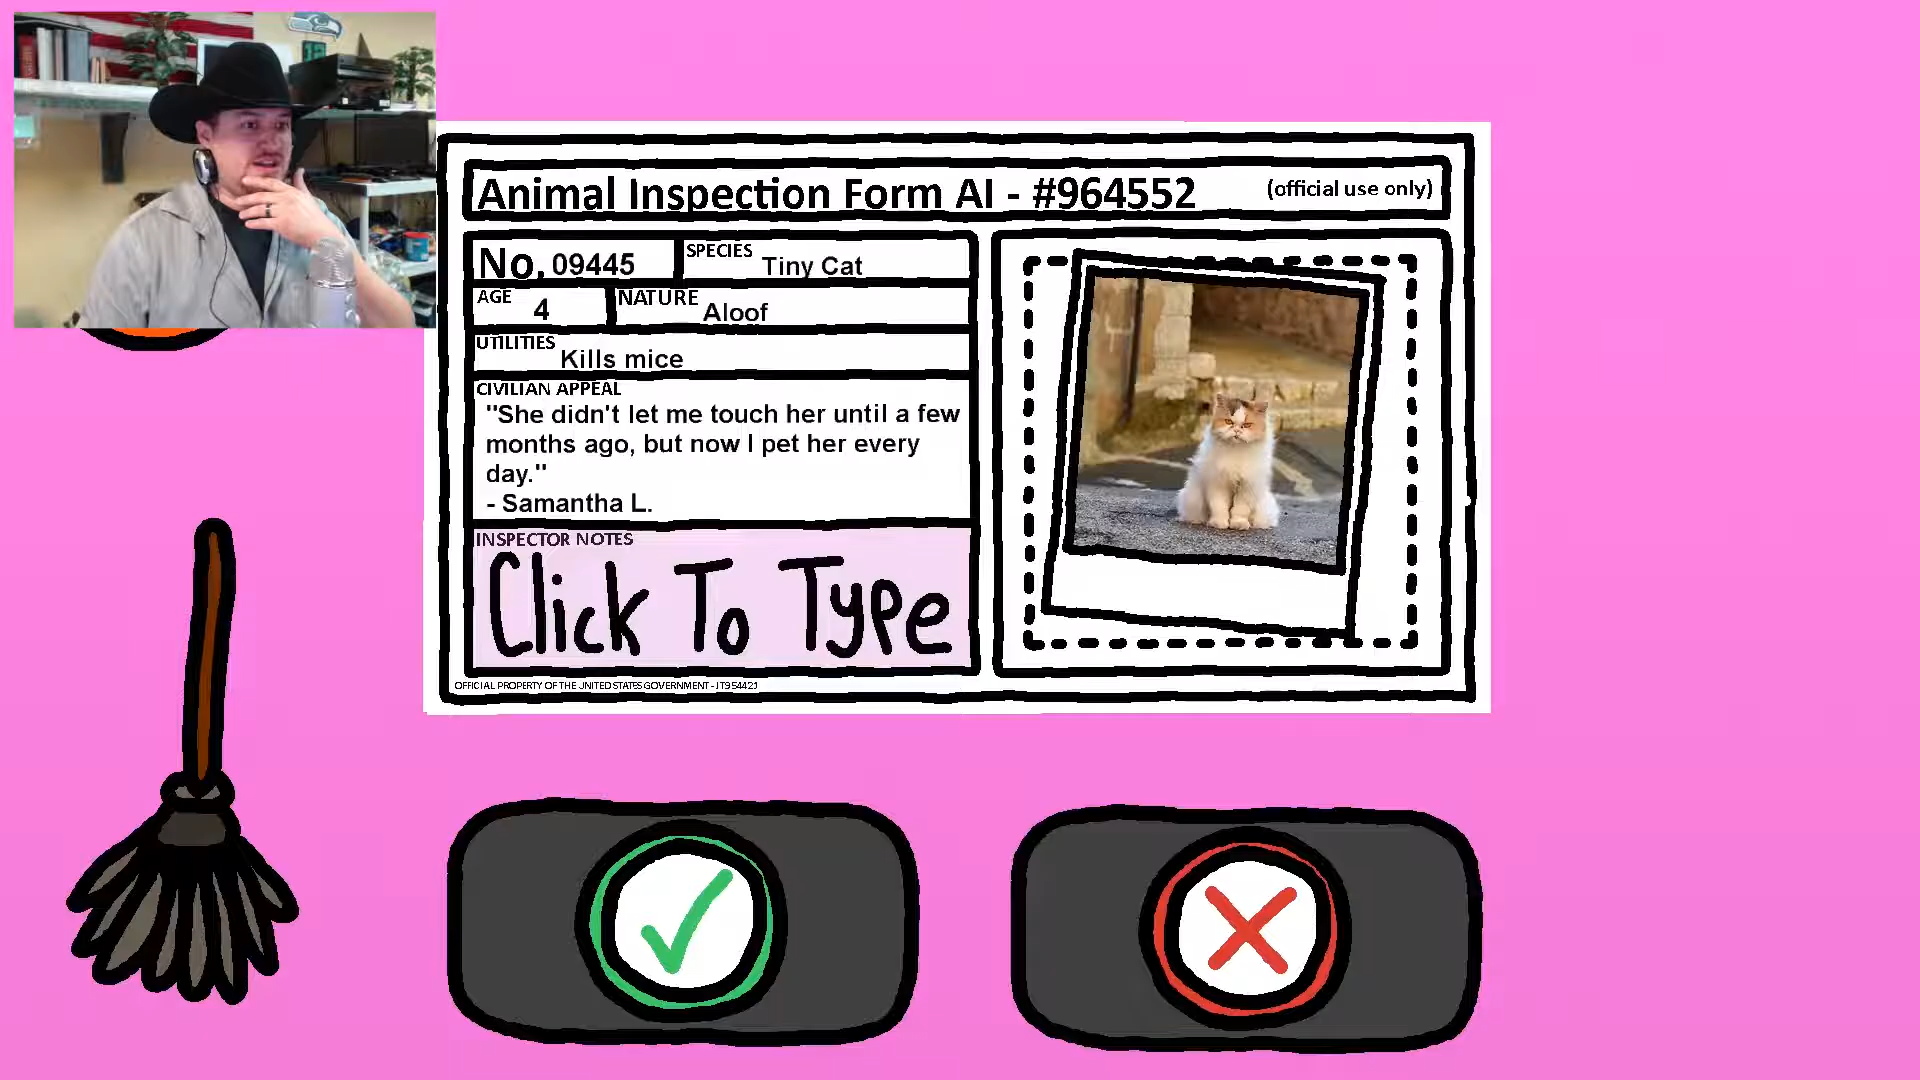 Animal Inspection Form AI - #964552
(official use only)
No. 09445
SPECIES Tiny Cat
AGE 4
NATURE Aloof
UTILITIES Kills mice
CIVILIAN APPEAL
"She didn't let me touch her until a few
months ago, but now I pet her every
day."
- Samantha L.
INSPECTOR NOTES
Click To Type
OFFICIAL PROPERTY OF THE UNITED STATES GOVERNMENT - JT954421